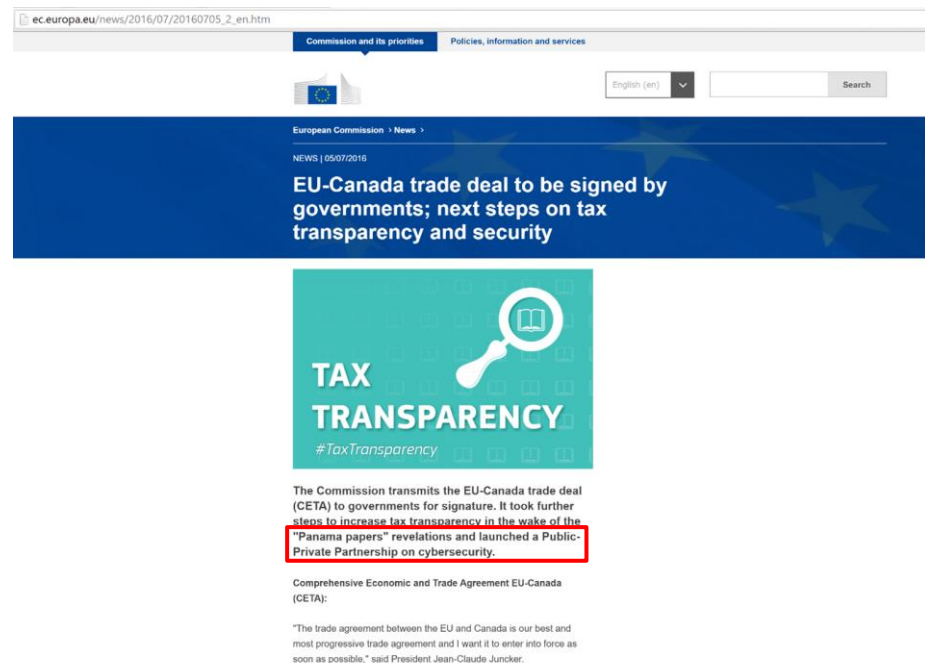 ec.europa.eu/news/2016/07/20160705_2_en.htm
Commission and its priorities
Policies, information and services
English (en)
Search
European Commission › News ›
NEWS | 05/07/2016
EU-Canada trade deal to be signed by
governments; next steps on tax
transparency and security
TAX
TRANSPARENCY
#TaxTransparency
The Commission transmits the EU-Canada trade deal
(CETA) to governments for signature. It took further
steps to increase tax transparency in the wake of the
"Panama papers" revelations and launched a Public-
Private Partnership on cybersecurity.
Comprehensive Economic and Trade Agreement EU-Canada
(CETA):
"The trade agreement between the EU and Canada is our best and
most progressive trade agreement and I want it to enter into force as
soon as possible," said President Jean-Claude Juncker.